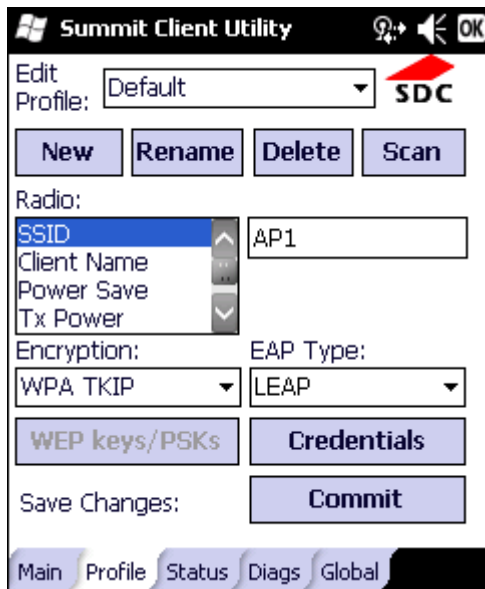 Summit Client Utility OK
Edit
Profile: Default SDC
New Rename Delete Scan
Radio:
SSID AP1
Client Name
Power Save
Tx Power
Encryption: EAP Type:
WPA TKIP LEAP
WEP keys/PSKs Credentials
Save Changes: Commit
Main Profile Status Diags Global